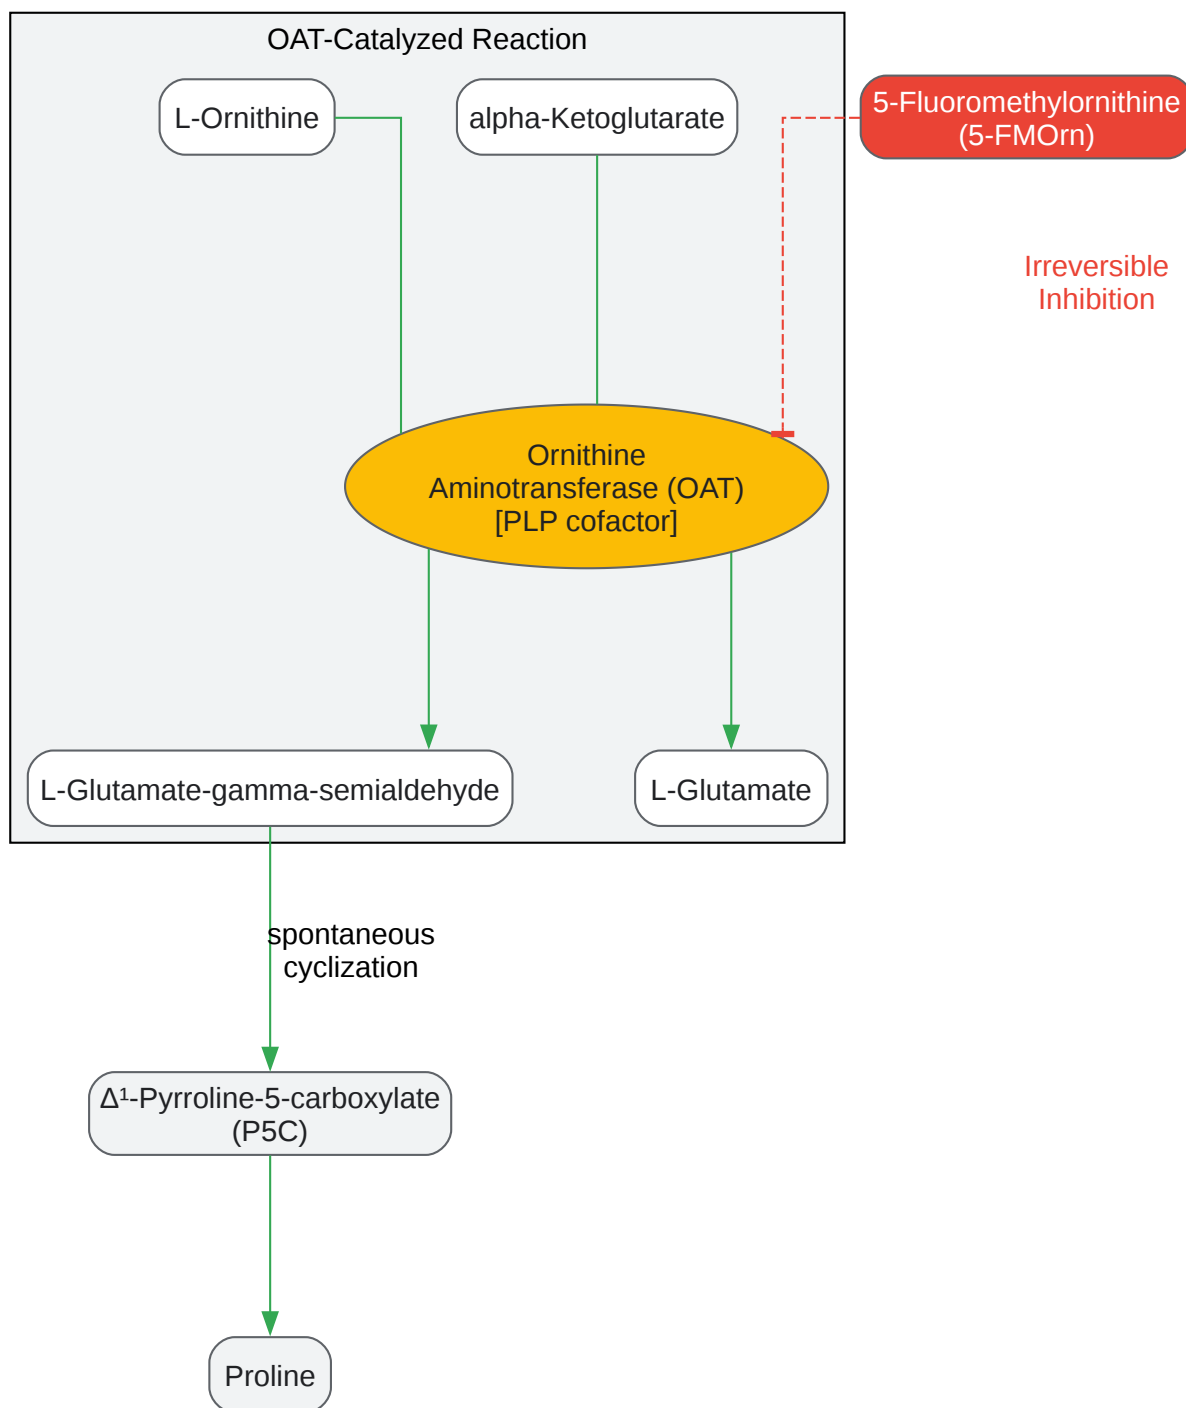 OAT-Catalyzed Reaction
L-Ornithine
alpha-Ketoglutarate
5-Fluoromethylornithine
(5-FMOrn)
Irreversible
Inhibition
Ornithine
Aminotransferase (OAT)
[PLP cofactor]
L-Glutamate-gamma-semialdehyde
L-Glutamate
spontaneous
cyclization
Δ¹-Pyrroline-5-carboxylate
(P5C)
Proline